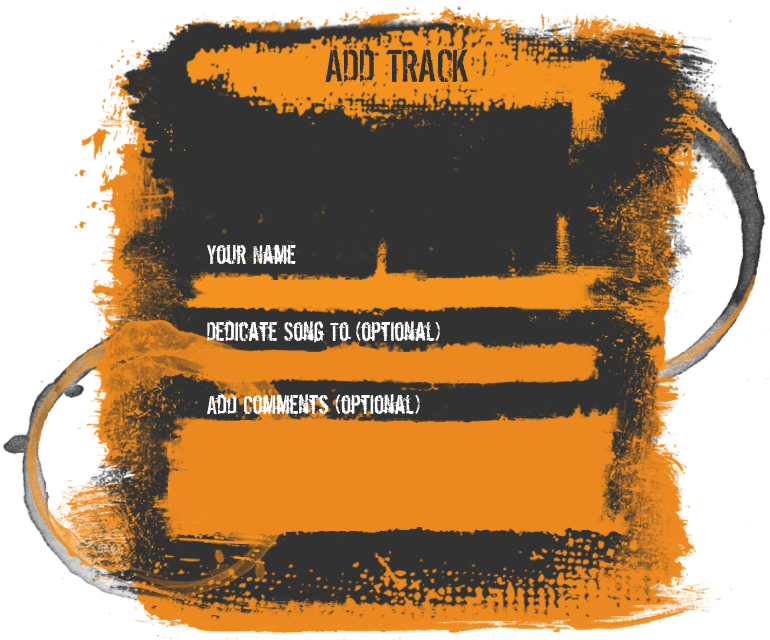 ADD TRACK
YOUR NAME
DEDICATE SONG TO (OPTIONAL)
ADD COMMENTS (OPTIONAL)